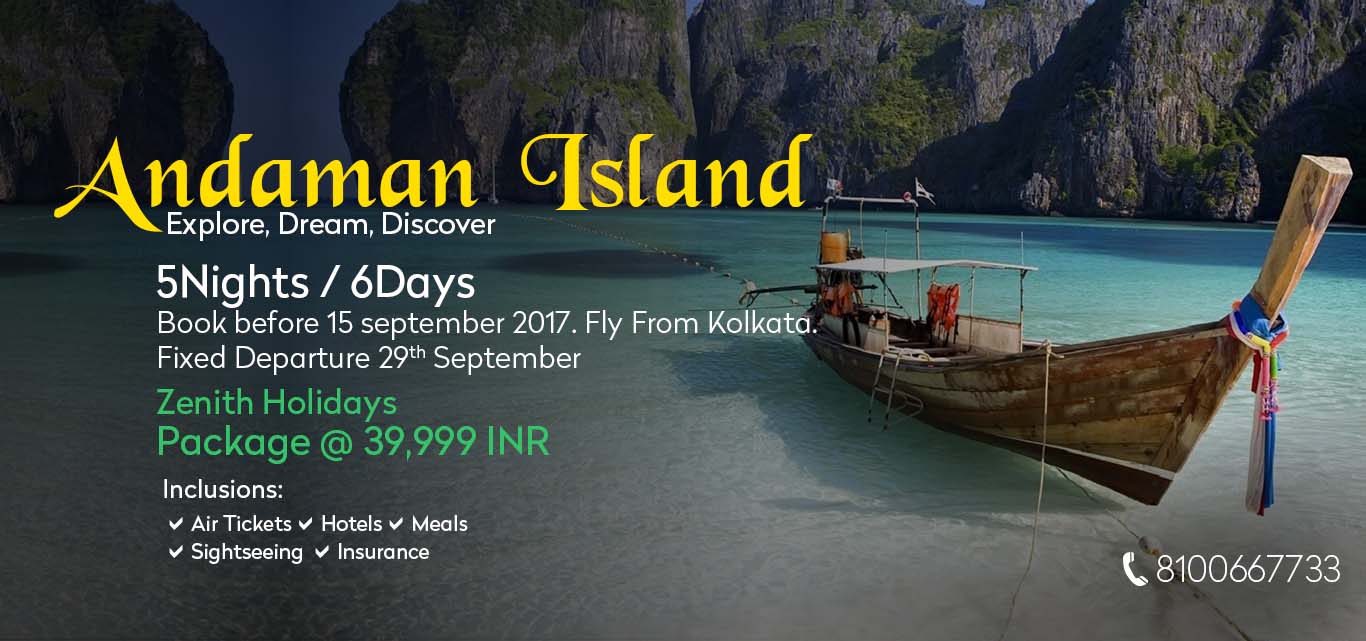 Andaman Island
Explore, Dream, Discover
5Nights / 6Days
Book before 15 september 2017. Fly From Kolkata.
Fixed Departure 29th September
Zenith Holidays
Package @ 39,999 INR
Inclusions:
✓ Air Tickets ✓ Hotels ✓ Meals
✓ Sightseeing ✓ Insurance
8100667733